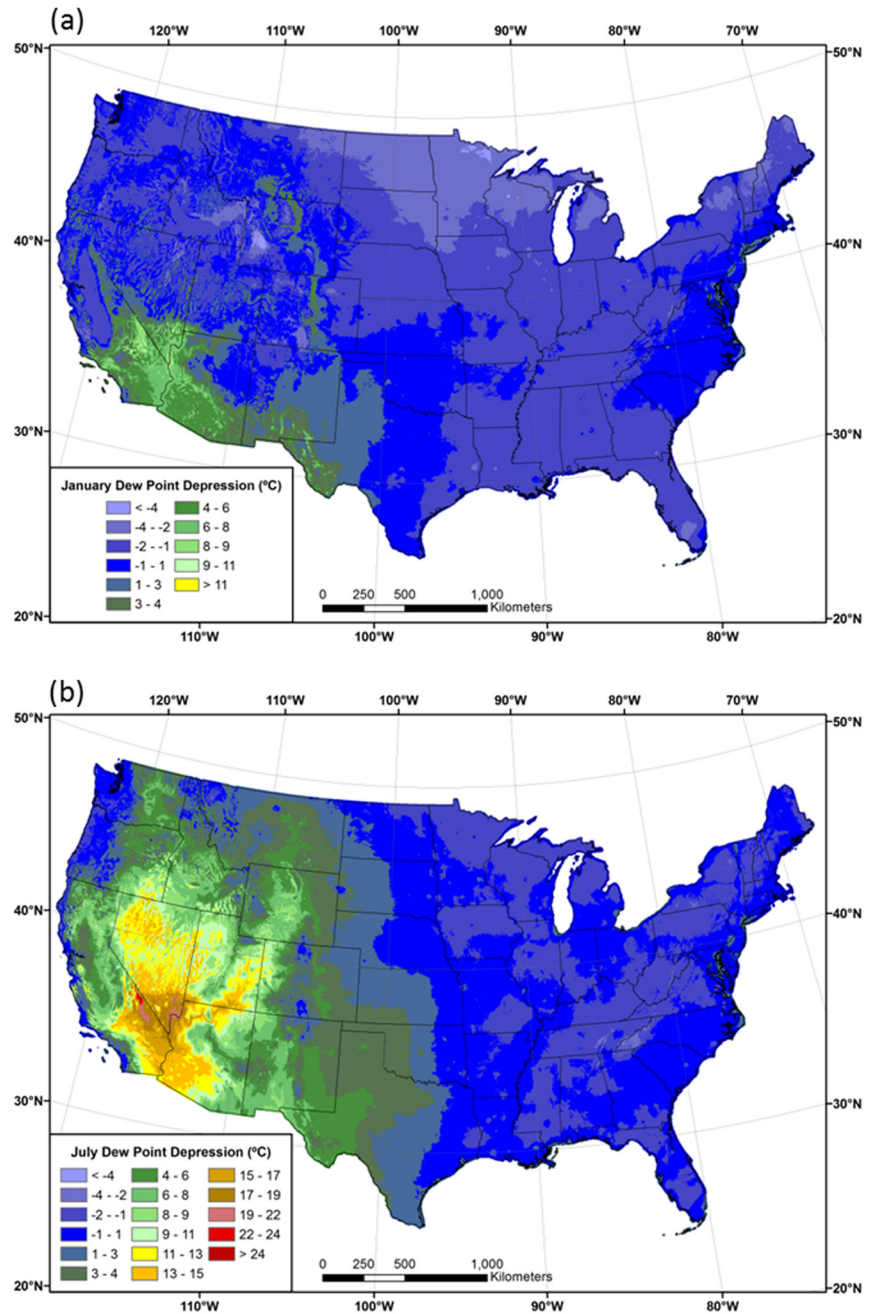 (a)
120°W 110°W 100°W 90°W 80°W 70°W
50°N 50°N
40°N 40°N
30°N 30°N
January Dew Point Depression (ºC)
< -4 4 - 6
-4 - -2 6 - 8
-2 - -1 8 - 9
-1 - 1 9 - 11
1 - 3 > 11
3 - 4
0 250 500 1,000
Kilometers
20°N 20°N
110°W 100°W 90°W 80°W
(b)
120°W 110°W 100°W 90°W 80°W 70°W
50°N 50°N
40°N 40°N
30°N 30°N
July Dew Point Depression (ºC)
< -4 4 - 6 15 - 17
-4 - -2 6 - 8 17 - 19
-2 - -1 8 - 9 19 - 22
-1 - 1 9 - 11 22 - 24
1 - 3 11 - 13 > 24
3 - 4 13 - 15
0 250 500 1,000
Kilometers
20°N 20°N
110°W 100°W 90°W 80°W